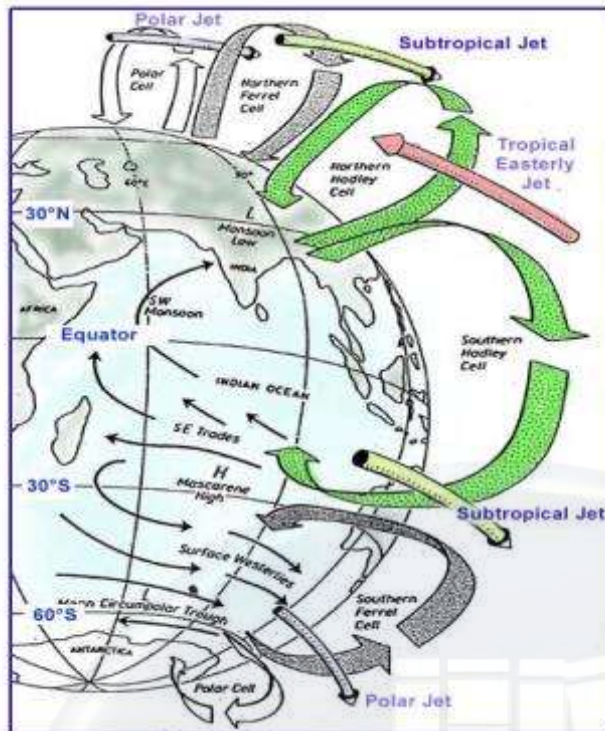 Polar Jet
Subtropical Jet
Polar
Cell
Northern
Ferrel
Cell
Tropical
Easterly
Jet
Northern
Hadley
Cell
60°E
90°
30°N
L
Monsoon
Low
INDIA
AFRICA
SW
Monsoon
Equator
Southern
Hadley
Cell
INDIAN OCEAN
SE Trades
H
Mascarene
High
30°S
Subtropical Jet
Surface Westerlies
Southern
Ferrel
Cell
60°S
Circumpolar Trough
ANTARCTICA
Polar Cell
Polar Jet